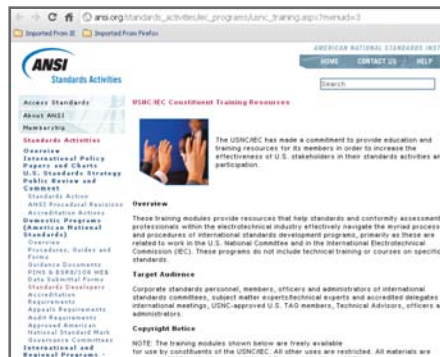 ansi.org/standards_activities/iec_programs/usnc_training.aspx?menuid=3
Imported From IE Imported From Firefox
AMERICAN NATIONAL STANDARDS INST
ANSI
HOME CONTACT US HELP
Standards Activities
Search
Access Standards
About ANSI
Membership
Standards Activities
Overview
International Policy
Papers and Charts
U.S. Standards Strategy
Public Review and
Comment
Standards Action
ANSI Procedural Revisions
Accreditation Actions
Domestic Programs
(American National
Standards)
Overview
Procedures, Guides and
Forms
Guidance Documents
PINS & BSR8/108 WEB
Data Submittal Forms
Standards Developers
Accreditation
Requirements
Appeals Requirements
Audit Requirements
Approved American
National Standard Mark
Governance Committees
International and
Regional Programs -
USNC/IEC Constituent Training Resources
The USNC/IEC has made a commitment to provide education and
training resources for its members in order to increase the
effectiveness of U.S. stakeholders in their standards activities an
participation.
Overview
These training modules provide resources that help standards and conformity assessment
professionals within the electrotechnical industry effectively navigate the myriad process
and procedures of international standards development programs, primarily as these are
related to work in the U.S. National Committee and in the International Electrotechnical
Commission (IEC). These programs do not include technical training or courses on specific
standards.
Target Audience
Corporate standards personnel, members, officers and administrators of international
standards committees, subject matter experts/technical experts and accredited delegates
international meetings, USNC-approved U.S. TAG members, Technical Advisors, officers a
administrators.
Copyright Notice
NOTE: The training modules shown below are freely available
for use by constituents of the USNC/IEC. All other uses are restricted. All materials are